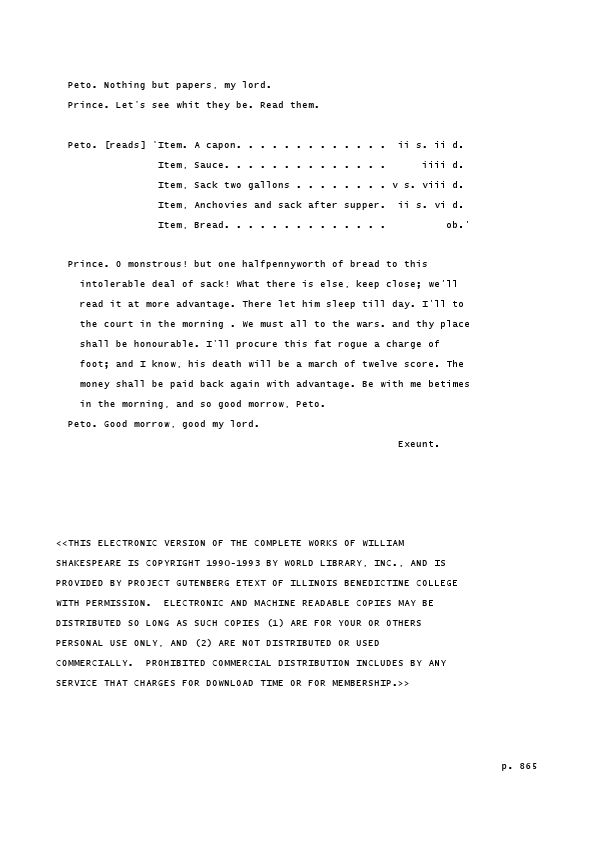 Peto. Nothing but papers, my lord.
Prince. Let's see whit they be. Read them.
Peto. [reads] 'Item. A capon. . . . . . . . . . . . .  ii s. ii d.
Item, Sauce. . . . . . . . . . . . . .      iiii d.
Item, Sack two gallons . . . . . . . . v s. viii d.
Item, Anchovies and sack after supper.  ii s. vi d.
Item, Bread. . . . . . . . . . . . . .          ob.'
Prince. O monstrous! but one halfpennyworth of bread to this
intolerable deal of sack! What there is else, keep close; we'll
read it at more advantage. There let him sleep till day. I'll to
the court in the morning . We must all to the wars. and thy place
shall be honourable. I'll procure this fat rogue a charge of
foot; and I know, his death will be a march of twelve score. The
money shall be paid back again with advantage. Be with me betimes
in the morning, and so good morrow, Peto.
Peto. Good morrow, good my lord.
Exeunt.
<<THIS ELECTRONIC VERSION OF THE COMPLETE WORKS OF WILLIAM
SHAKESPEARE IS COPYRIGHT 1990-1993 BY WORLD LIBRARY, INC., AND IS
PROVIDED BY PROJECT GUTENBERG ETEXT OF ILLINOIS BENEDICTINE COLLEGE
WITH PERMISSION.  ELECTRONIC AND MACHINE READABLE COPIES MAY BE
DISTRIBUTED SO LONG AS SUCH COPIES (1) ARE FOR YOUR OR OTHERS
PERSONAL USE ONLY, AND (2) ARE NOT DISTRIBUTED OR USED
COMMERCIALLY.  PROHIBITED COMMERCIAL DISTRIBUTION INCLUDES BY ANY
SERVICE THAT CHARGES FOR DOWNLOAD TIME OR FOR MEMBERSHIP.>>
p. 865